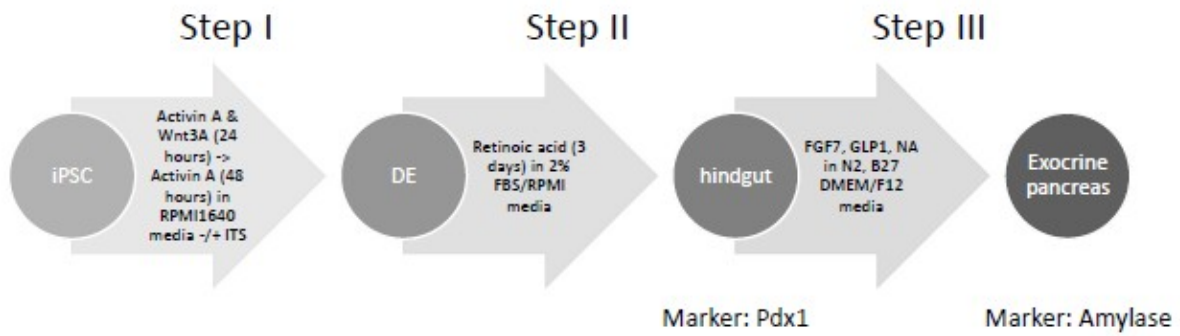 Step I
Step II
Step III
iPSC
Activin A &
Wnt3A (24
hours) ->
Activin A (48
hours) in
RPMI1640
media -/+ ITS
DE
Retinoic acid (3
days) in 2%
FBS/RPMI
media
hindgut
FGF7, GLP1, NA
in N2, B27
DMEM/F12
media
Exocrine
pancreas
Marker: Pdx1
Marker: Amylase